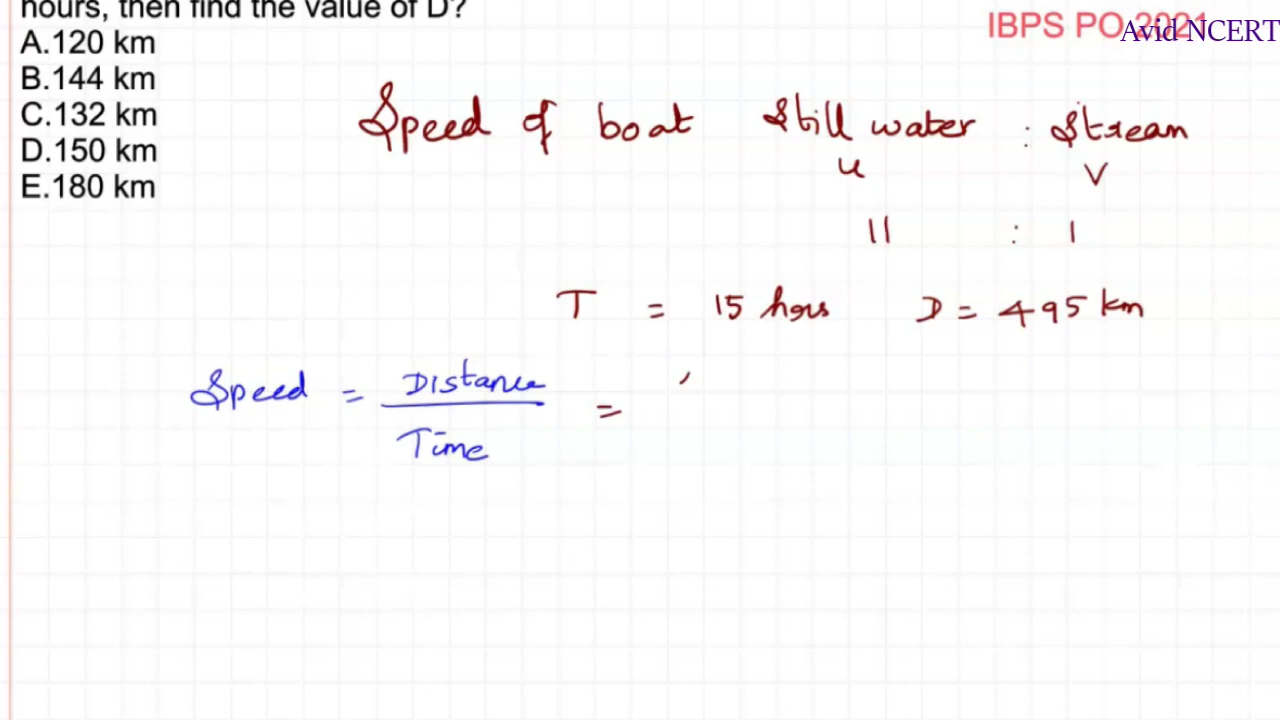 hours, then find the value of D?
IBPS PO 2021
Avid NCERT
A.120 km
B.144 km
C.132 km
D.150 km
E.180 km
Speed of boat Still water : Stream
u V
11 : 1
T = 15 hrs D = 495 km
Speed = Distance / Time =